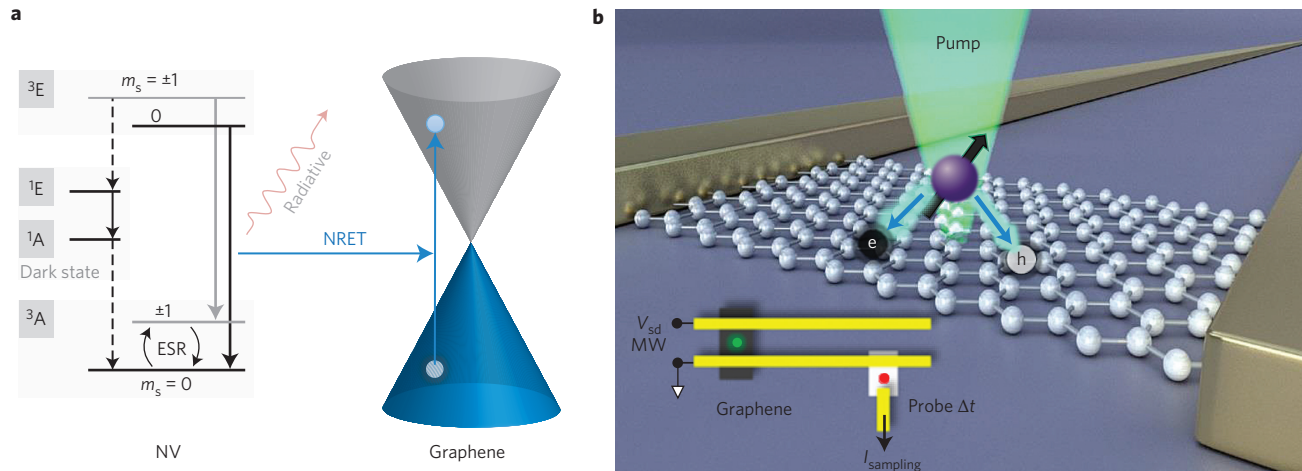 a
³E
mₛ = ±1
0
¹E
¹A
Dark state
³A
±1
ESR
mₛ = 0
NV
Radiative
NRET
Graphene
b
Pump
e
h
V_sd
MW
Graphene
Probe Δt
I_sampling